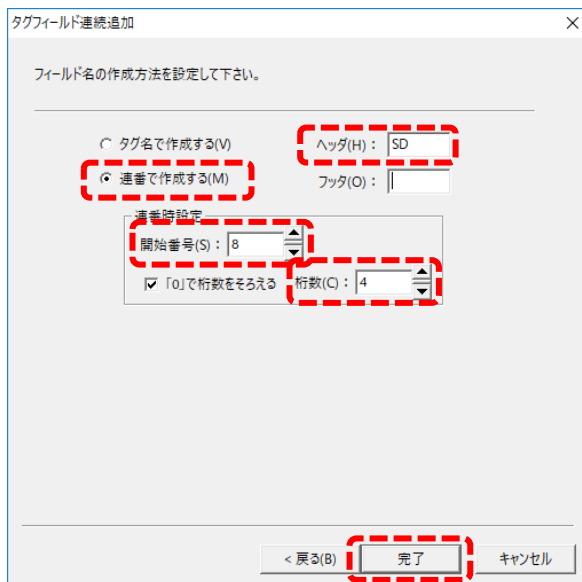 タグフィールド連続追加
フィールド名の作成方法を設定して下さい。
タグ名で作成する(V)
ヘッダ(H)： SD
連番で作成する(M)
フッタ(O)：
連番時設定
開始番号(S)： 8
「0」で桁数をそろえる 桁数(C)： 4
< 戻る(B) 完了 キャンセル